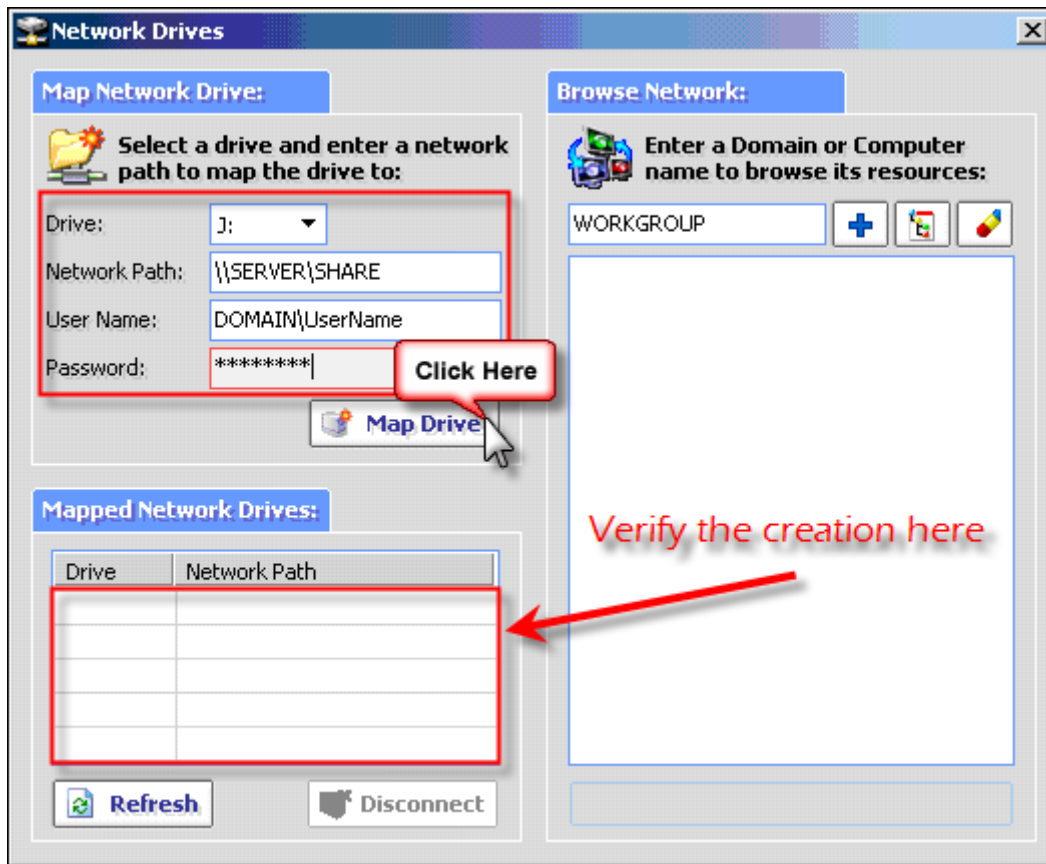 Network Drives
Map Network Drive:
Select a drive and enter a network
path to map the drive to:
Drive:
J:
Network Path:
\\SERVER\SHARE
User Name:
DOMAIN\UserName
Password:
********
Click Here
Map Drive
Mapped Network Drives:
Drive Network Path
Refresh
Disconnect
Browse Network:
Enter a Domain or Computer
name to browse its resources:
WORKGROUP
Verify the creation here